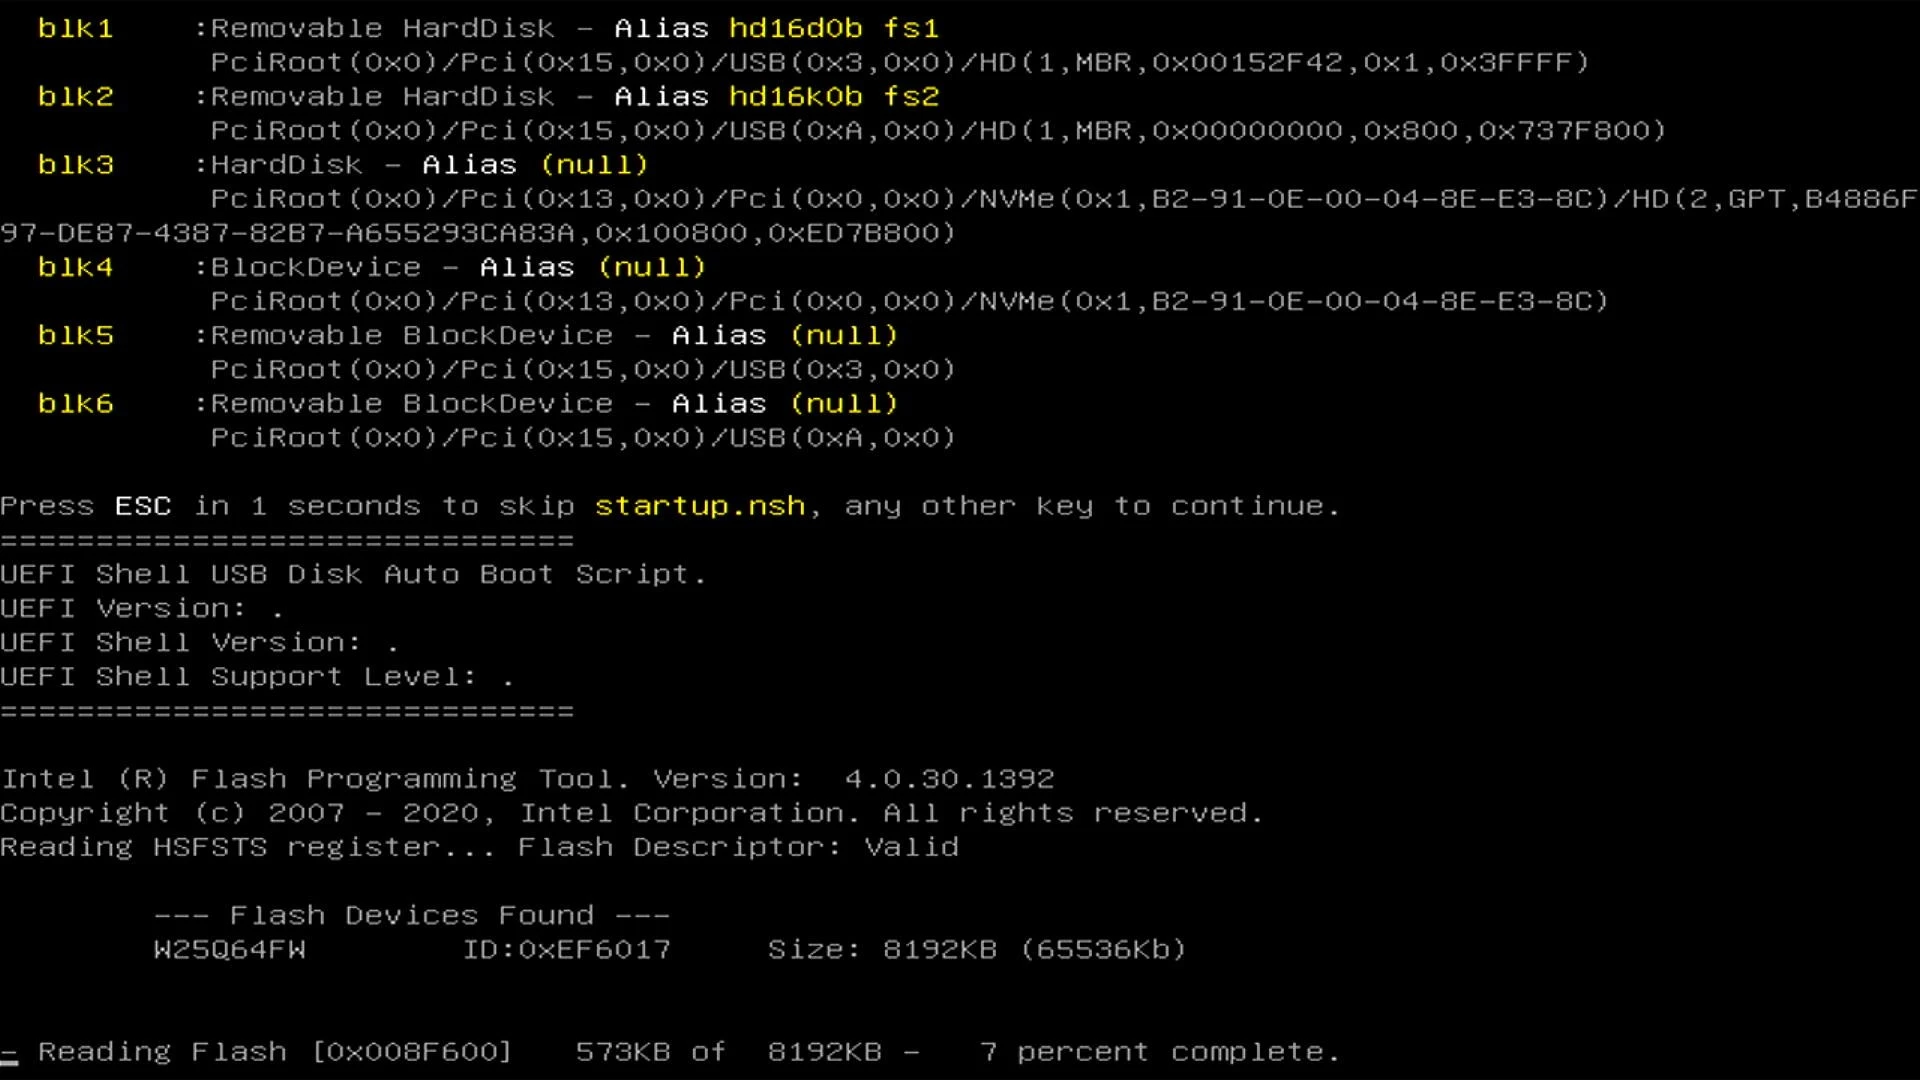 blk1    :Removable HardDisk - Alias hd16d0b fs1
PciRoot(0x0)/Pci(0x15,0x0)/USB(0x3,0x0)/HD(1,MBR,0x00152F42,0x1,0x3FFFF)
blk2    :Removable HardDisk - Alias hd16k0b fs2
PciRoot(0x0)/Pci(0x15,0x0)/USB(0xA,0x0)/HD(1,MBR,0x00000000,0x800,0x737F800)
blk3    :HardDisk - Alias (null)
PciRoot(0x0)/Pci(0x13,0x0)/Pci(0x0,0x0)/NVMe(0x1,B2-91-0E-00-04-8E-E3-8C)/HD(2,GPT,B4886F
97-DE87-4387-82B7-A655293CA83A,0x100800,0xED7B800)
blk4    :BlockDevice - Alias (null)
PciRoot(0x0)/Pci(0x13,0x0)/Pci(0x0,0x0)/NVMe(0x1,B2-91-0E-00-04-8E-E3-8C)
blk5    :Removable BlockDevice - Alias (null)
PciRoot(0x0)/Pci(0x15,0x0)/USB(0x3,0x0)
blk6    :Removable BlockDevice - Alias (null)
PciRoot(0x0)/Pci(0x15,0x0)/USB(0xA,0x0)
Press ESC in 1 seconds to skip startup.nsh, any other key to continue.
==============================
UEFI Shell USB Disk Auto Boot Script.
UEFI Version: .
UEFI Shell Version: .
UEFI Shell Support Level: .
==============================
Intel (R) Flash Programming Tool. Version:  4.0.30.1392
Copyright (c) 2007 - 2020, Intel Corporation. All rights reserved.
Reading HSFSTS register... Flash Descriptor: Valid
--- Flash Devices Found ---
W25Q64FW        ID:0xEF6017     Size: 8192KB (65536Kb)
- Reading Flash [0x008F600]   573KB of  8192KB -   7 percent complete.